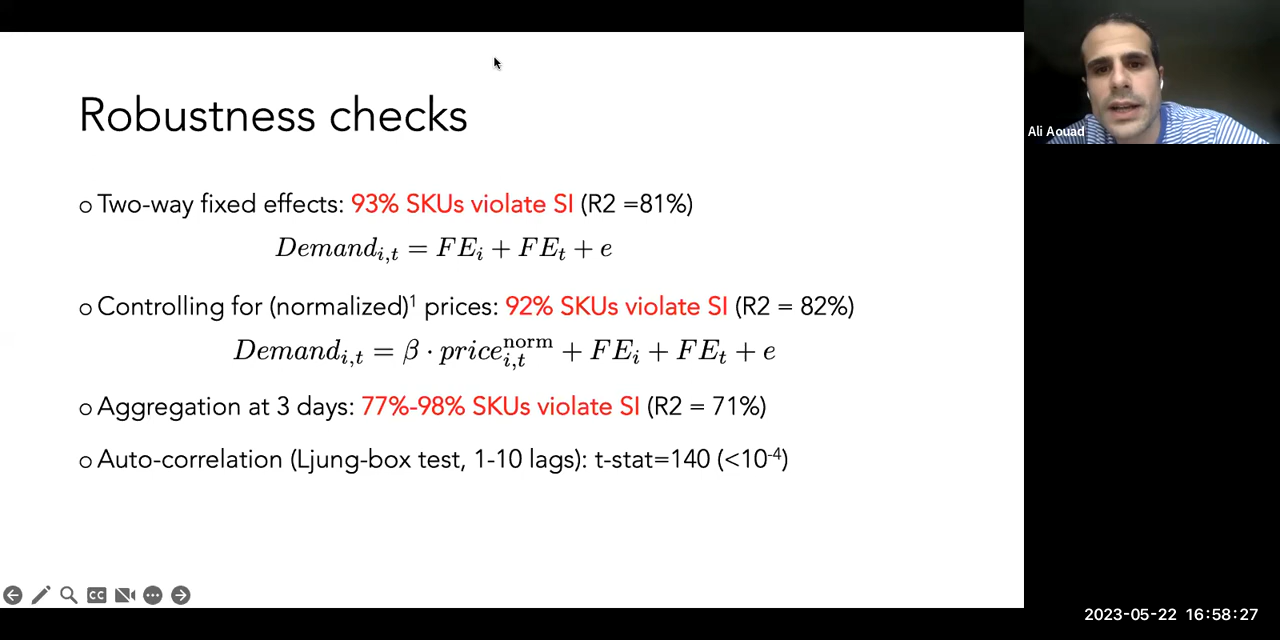 Robustness checks
○ Two-way fixed effects: 93% SKUs violate SI (R2 =81%)
Demand_{i,t} = FE_i + FE_t + e
○ Controlling for (normalized)¹ prices: 92% SKUs violate SI (R2 = 82%)
Demand_{i,t} = β · price_{i,t}^{norm} + FE_i + FE_t + e
○ Aggregation at 3 days: 77%-98% SKUs violate SI (R2 = 71%)
○ Auto-correlation (Ljung-box test, 1-10 lags): t-stat=140 (<10⁻⁴)
CC
Ali Aouad
2023-05-22 16:58:27